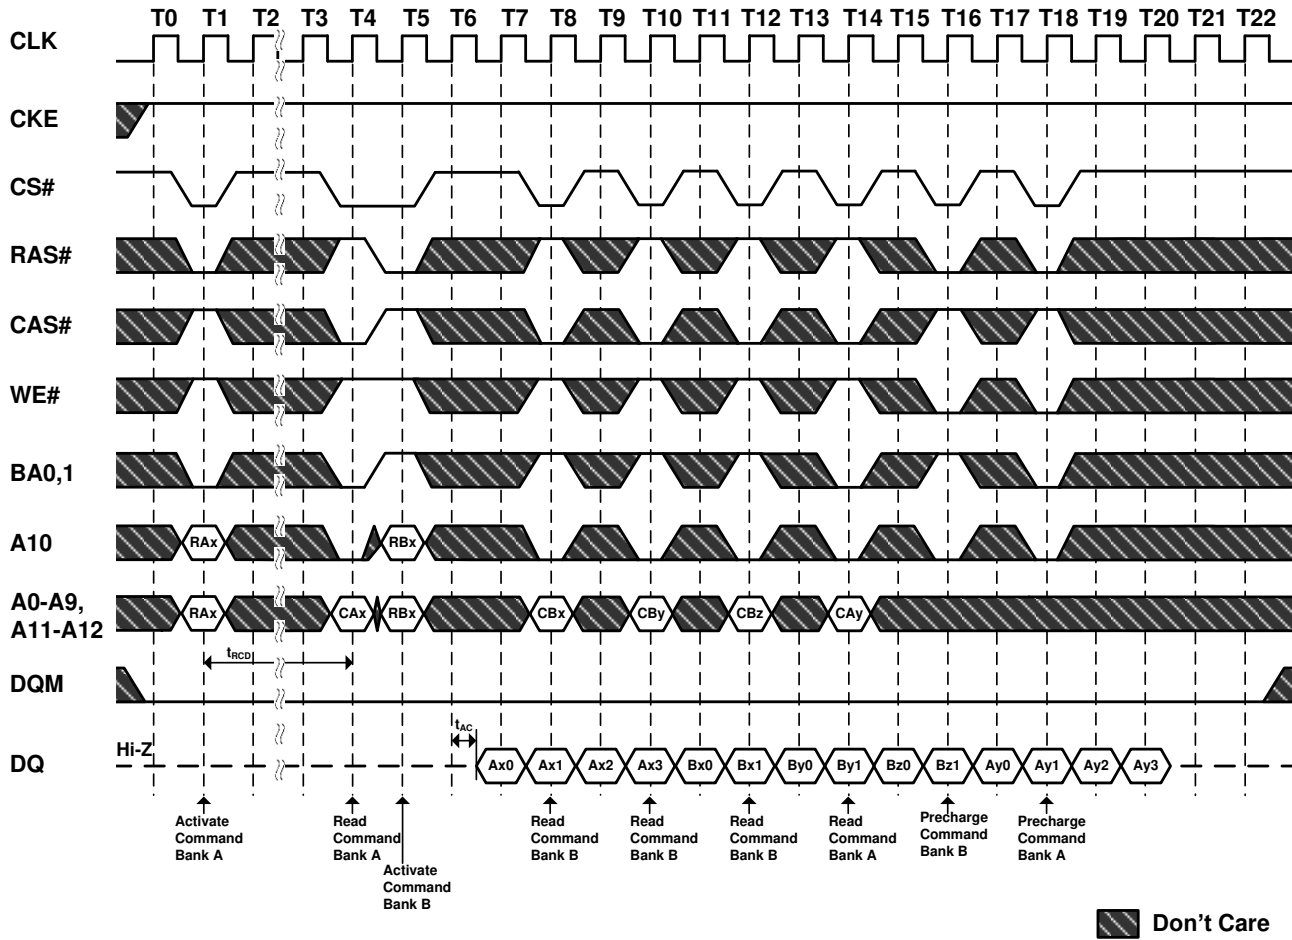 T0 T1 T2 T3 T4 T5 T6 T7 T8 T9 T10 T11 T12 T13 T14 T15 T16 T17 T18 T19 T20 T21 T22
CLK
CKE
CS#
RAS#
CAS#
WE#
BA0,1
A10 RAx RBx
A0-A9,
A11-A12 RAx CAx RBx CBx CBy CBz CAy
tRCD
DQM
tAC
Hi-Z
DQ Ax0 Ax1 Ax2 Ax3 Bx0 Bx1 By0 By1 Bz0 Bz1 Ay0 Ay1 Ay2 Ay3
Activate
Command
Bank A
Read
Command
Bank A
Activate
Command
Bank B
Read
Command
Bank B
Read
Command
Bank B
Read
Command
Bank B
Read
Command
Bank A
Precharge
Command
Bank B
Precharge
Command
Bank A
Don't Care